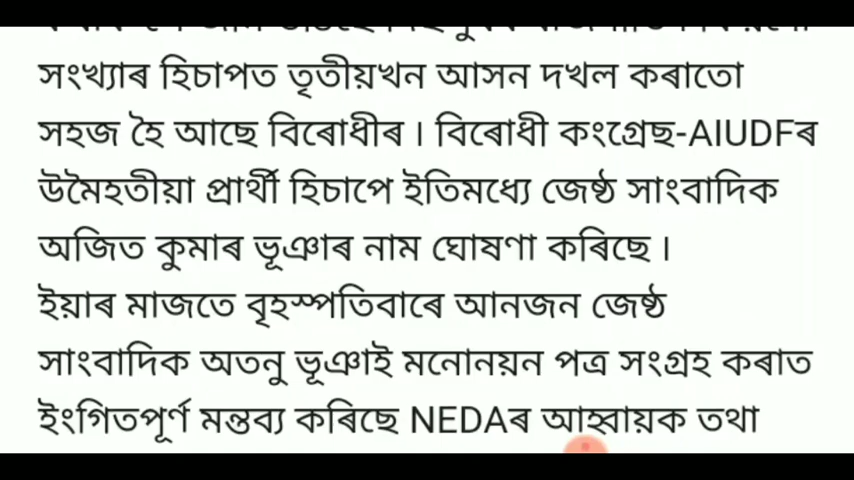 সংখ্যাৰ হিচাপত তৃতীয়খন আসন দখল কৰাতো
সহজ হৈ আছে বিৰোধীৰ । বিৰোধী কংগ্ৰেছ-AIUDFৰ
উমৈহতীয়া প্ৰাৰ্থী হিচাপে ইতিমধ্যে জেষ্ঠ সাংবাদিক
অজিত কুমাৰ ভূঞাৰ নাম ঘোষণা কৰিছে ।
ইয়াৰ মাজতে বৃহস্পতিবাৰে আনজন জেষ্ঠ
সাংবাদিক অতনু ভূঞাই মনোনয়ন পত্ৰ সংগ্ৰহ কৰাত
ইংগিতপূৰ্ণ মন্তব্য কৰিছে NEDAৰ আহ্বায়ক তথা